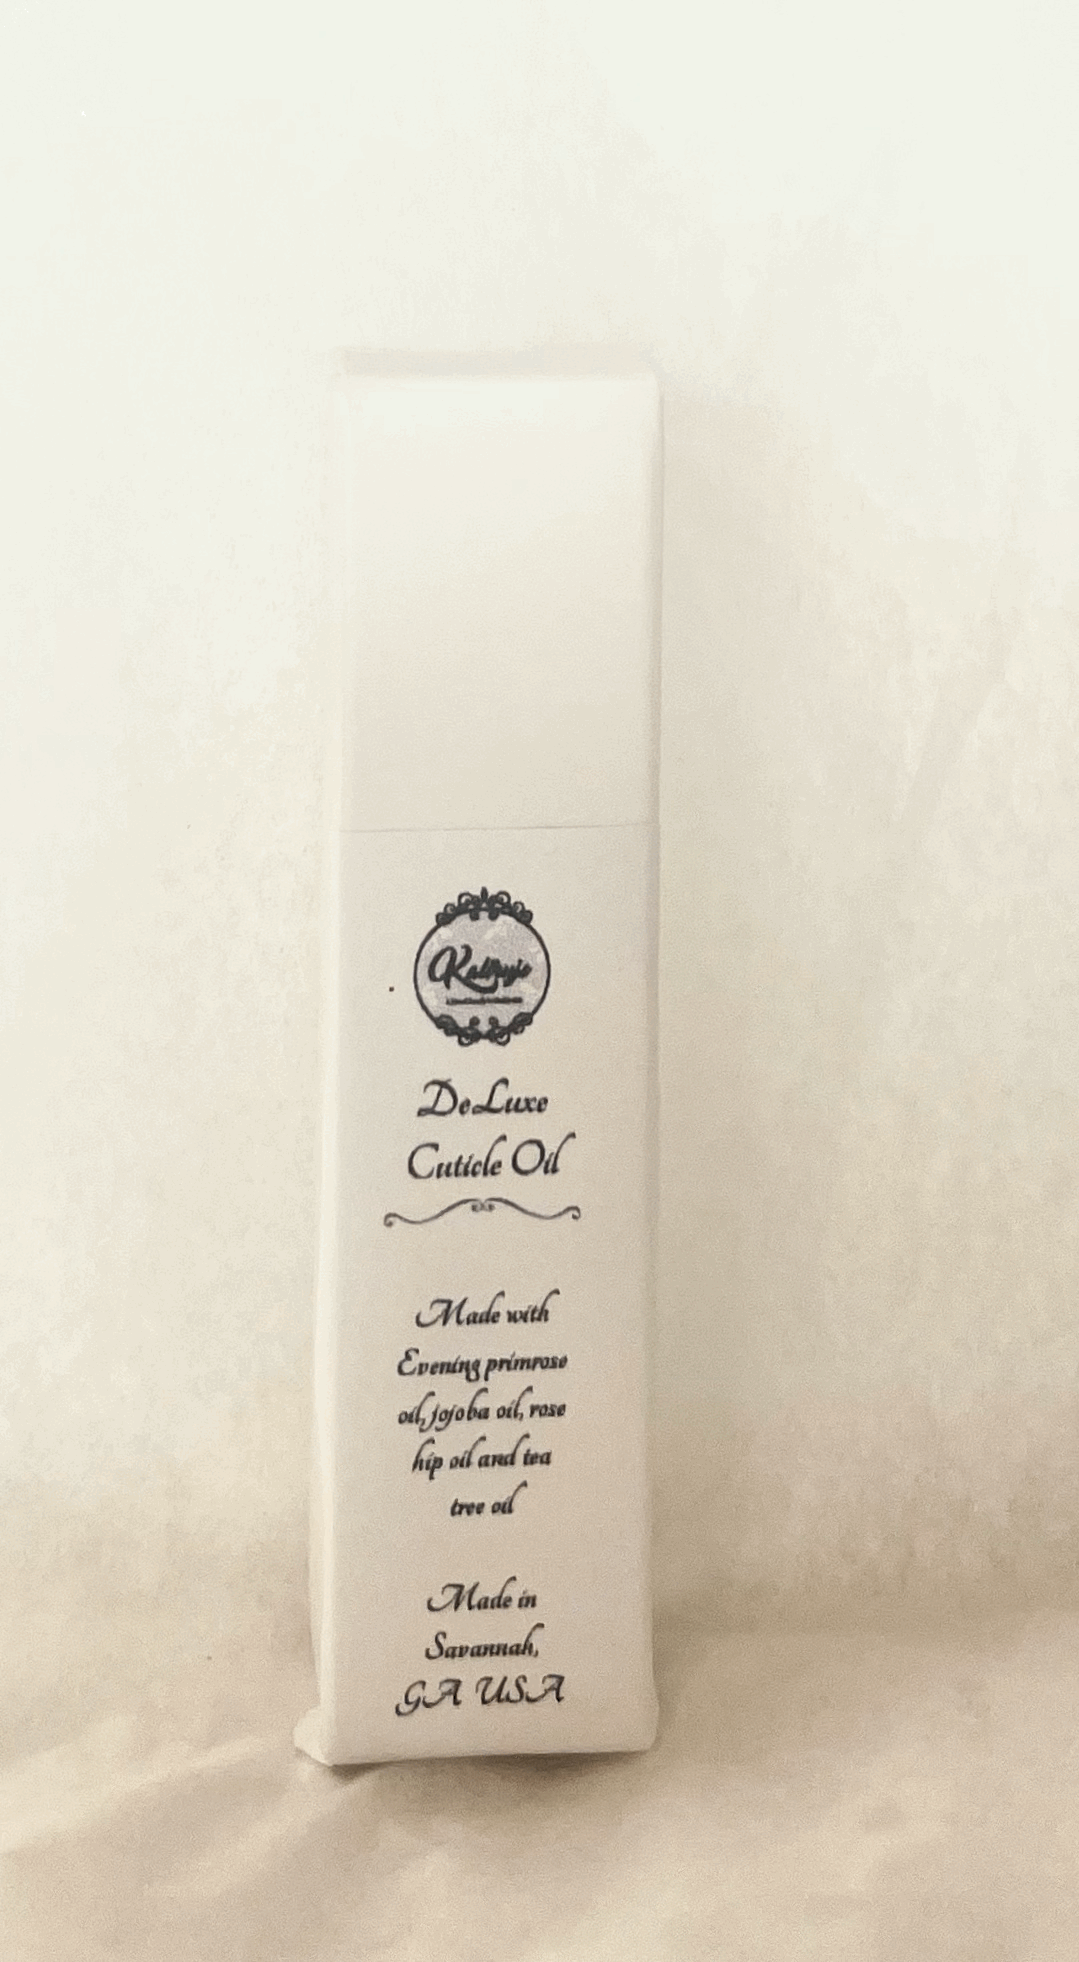 DeLuxe
Cuticle Oil
Made with
Evening primrose
oil, jojoba oil, rose
hip oil and tea
tree oil
Made in
Savannah,
GA USA